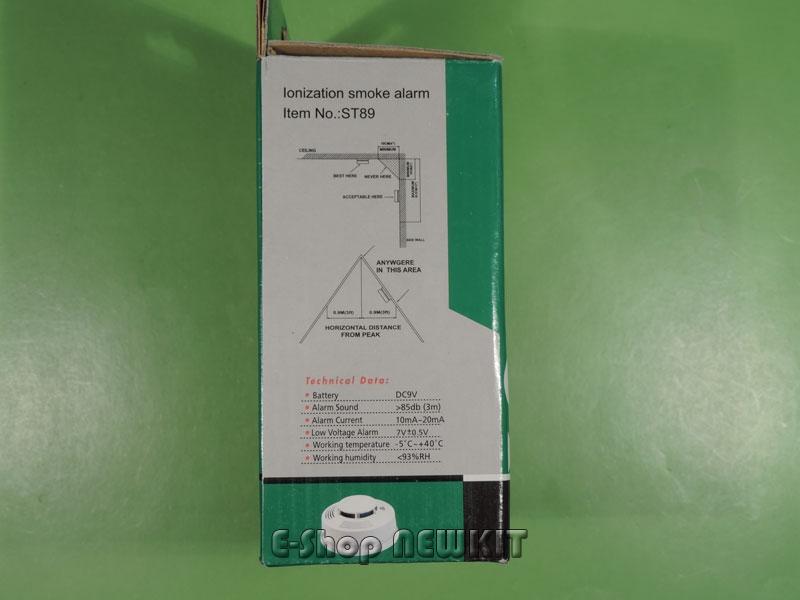 Ionization smoke alarm
Item No.:ST89
CEILING
MINIMUM
BEST HERE
NEVER HERE
ACCEPTABLE HERE
SIDE WALL
ANYWGERE
IN THIS AREA
0.9M(3ft) 0.9M(3ft)
HORIZONTAL DISTANCE
FROM PEAK
Technical Data:
* Battery DC9V
* Alarm Sound >85db (3m)
* Alarm Current 10mA~20mA
* Low Voltage Alarm 7V±0.5V
* Working temperature -5˚C~+40˚C
* Working humidity <93%RH
E-Shop NEWKIT